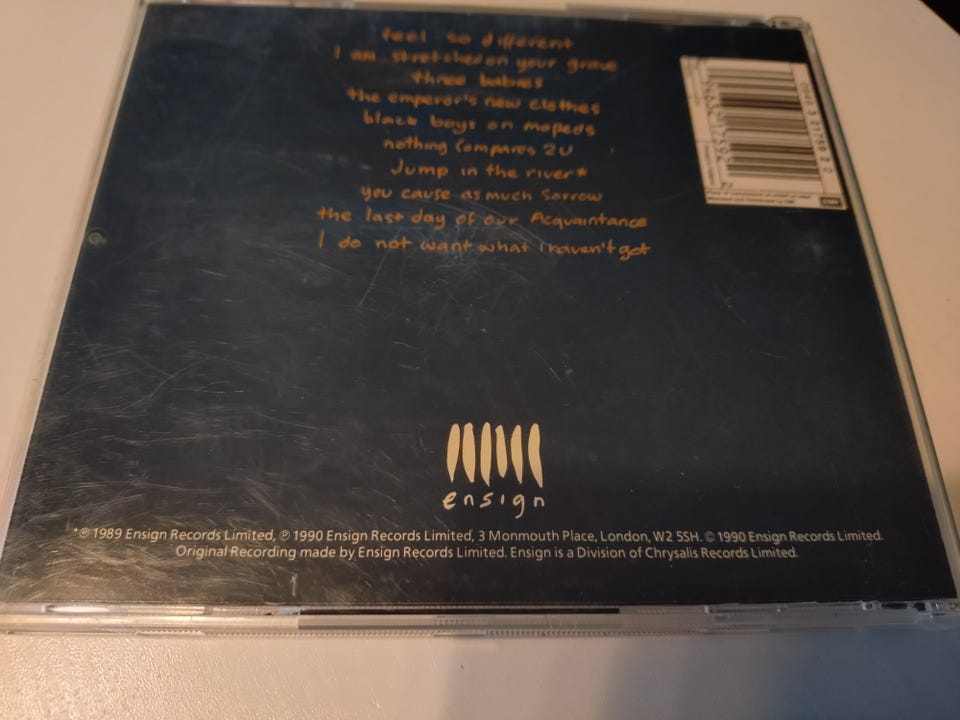 feel so different
I am stretched on your grave
three babies
the emperor's new clothes
black boys on mopeds
nothing Compares 2U
Jump in the river*
you cause as much Sorrow
the last day of our Acquaintance
I do not want what I haven't got
EMI
ensign
*℗ 1989 Ensign Records Limited, ℗ 1990 Ensign Records Limited, 3 Monmouth Place, London, W2 5SH. © 1990 Ensign Records Limited.
Original Recording made by Ensign Records Limited. Ensign is a Division of Chrysalis Records Limited.